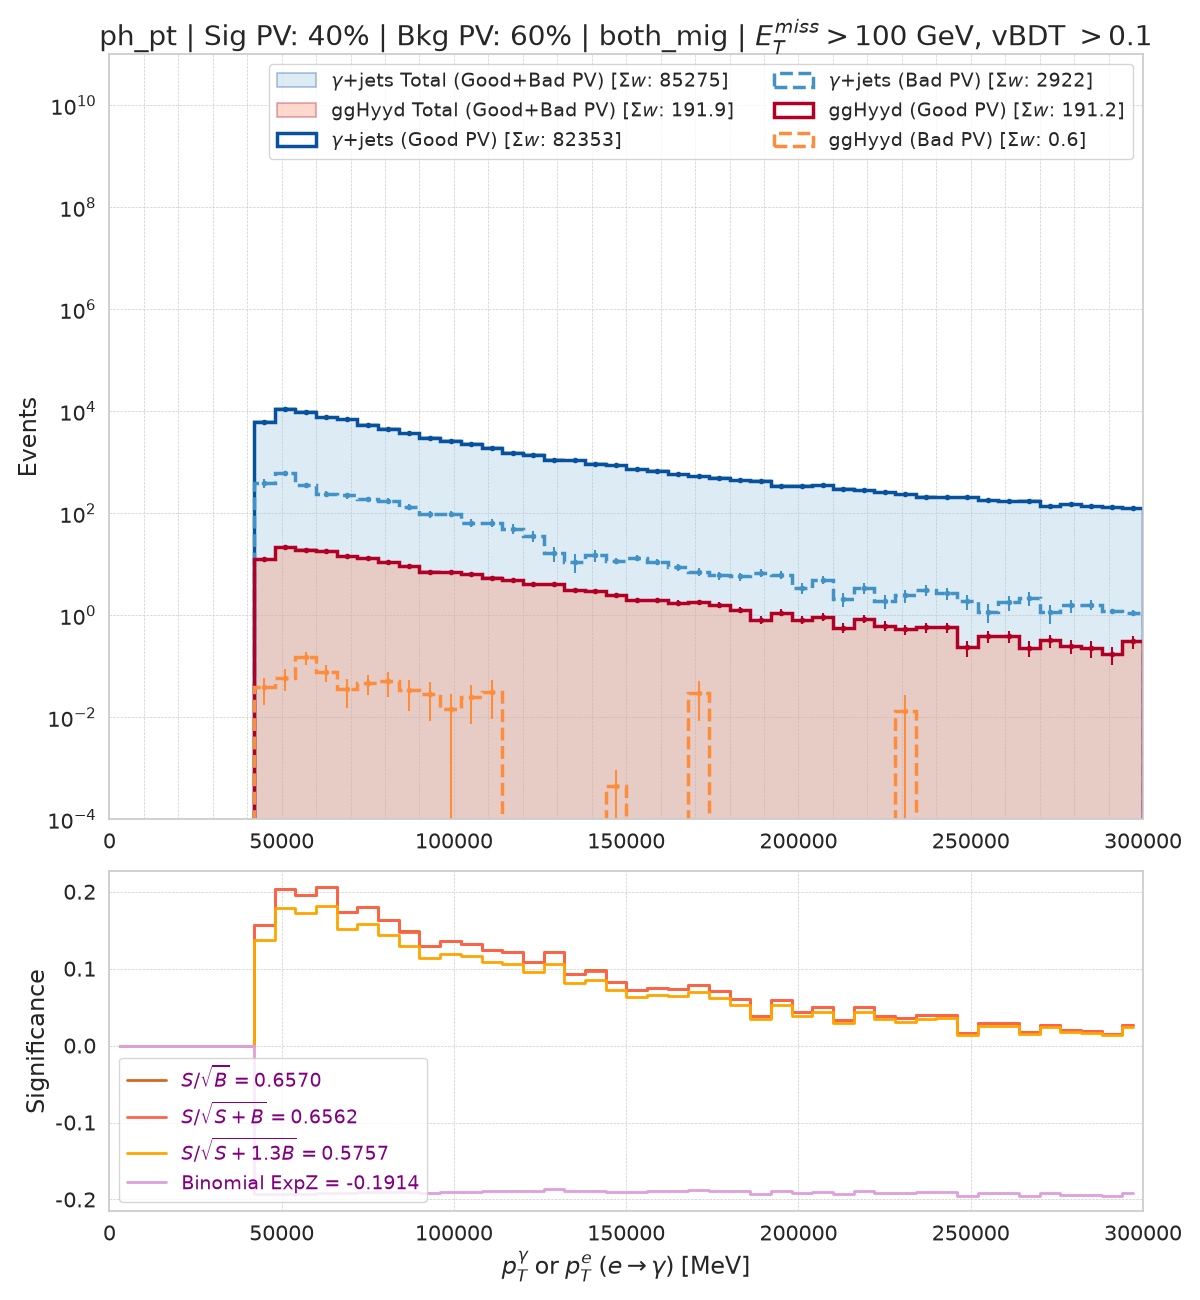 ph_pt | Sig PV: 40% | Bkg PV: 60% | both_mig | $E_T^{miss} > 100$ GeV, vBDT $> 0.1$
γ+jets Total (Good+Bad PV) [Σw: 85275]
ggHyyd Total (Good+Bad PV) [Σw: 191.9]
γ+jets (Good PV) [Σw: 82353]
γ+jets (Bad PV) [Σw: 2922]
ggHyyd (Good PV) [Σw: 191.2]
ggHyyd (Bad PV) [Σw: 0.6]
Events
$10^{10}$
$10^{8}$
$10^{6}$
$10^{4}$
$10^{2}$
$10^{0}$
$10^{-2}$
$10^{-4}$
0 50000 100000 150000 200000 250000 300000
Significance
0.2
0.1
0.0
-0.1
-0.2
$S/\sqrt{B} = 0.6570$
$S/\sqrt{S+B} = 0.6562$
$S/\sqrt{S+1.3B} = 0.5757$
Binomial ExpZ = -0.1914
0 50000 100000 150000 200000 250000 300000
$p_T^{γ}$ or $p_T^{e}$ $(e→γ)$ [MeV]